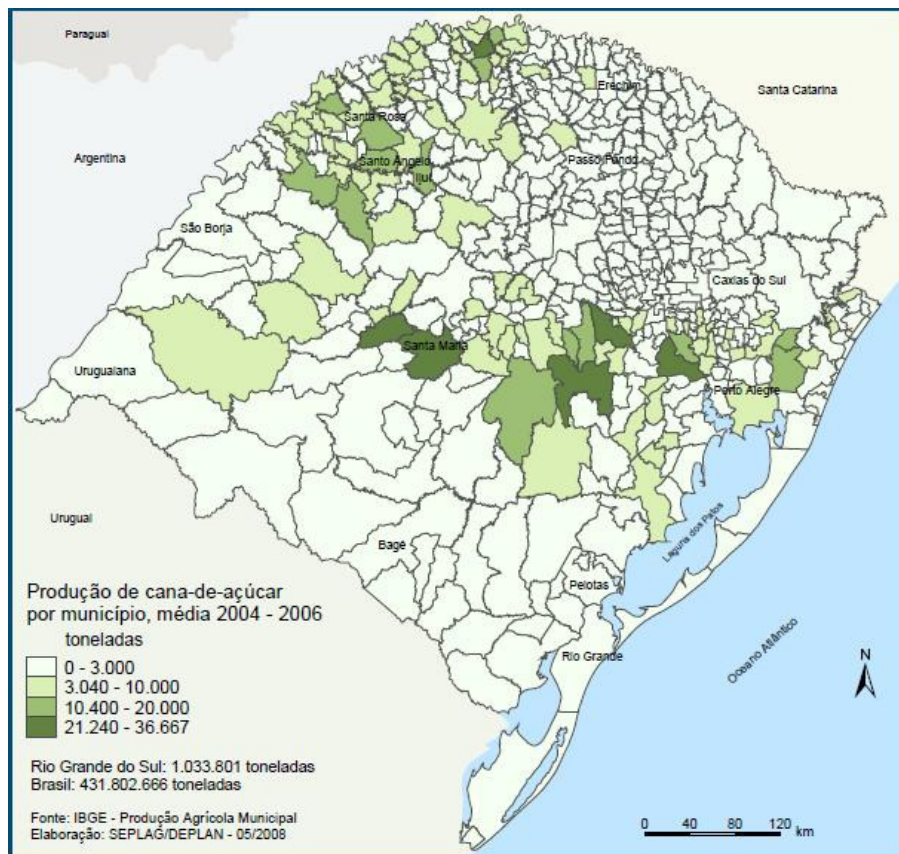 Paraguai
Santa Catarina
Erechim
Santa Rosa
Argentina
Santo Ângelo
Passo Fundo
Ijuí
São Borja
Caxias do Sul
Santa Maria
Uruguaiana
Porto Alegre
Uruguai
Laguna dos Patos
Bagé
Pelotas
Produção de cana-de-açúcar
por município, média 2004 - 2006
toneladas
0 - 3.000
3.040 - 10.000
10.400 - 20.000
21.240 - 36.667
Oceano Atlântico
Rio Grande
N
Rio Grande do Sul: 1.033.801 toneladas
Brasil: 431.802.666 toneladas
Fonte: IBGE - Produção Agrícola Municipal
Elaboração: SEPLAG/DEPLAN - 05/2008
0 40 80 120 km